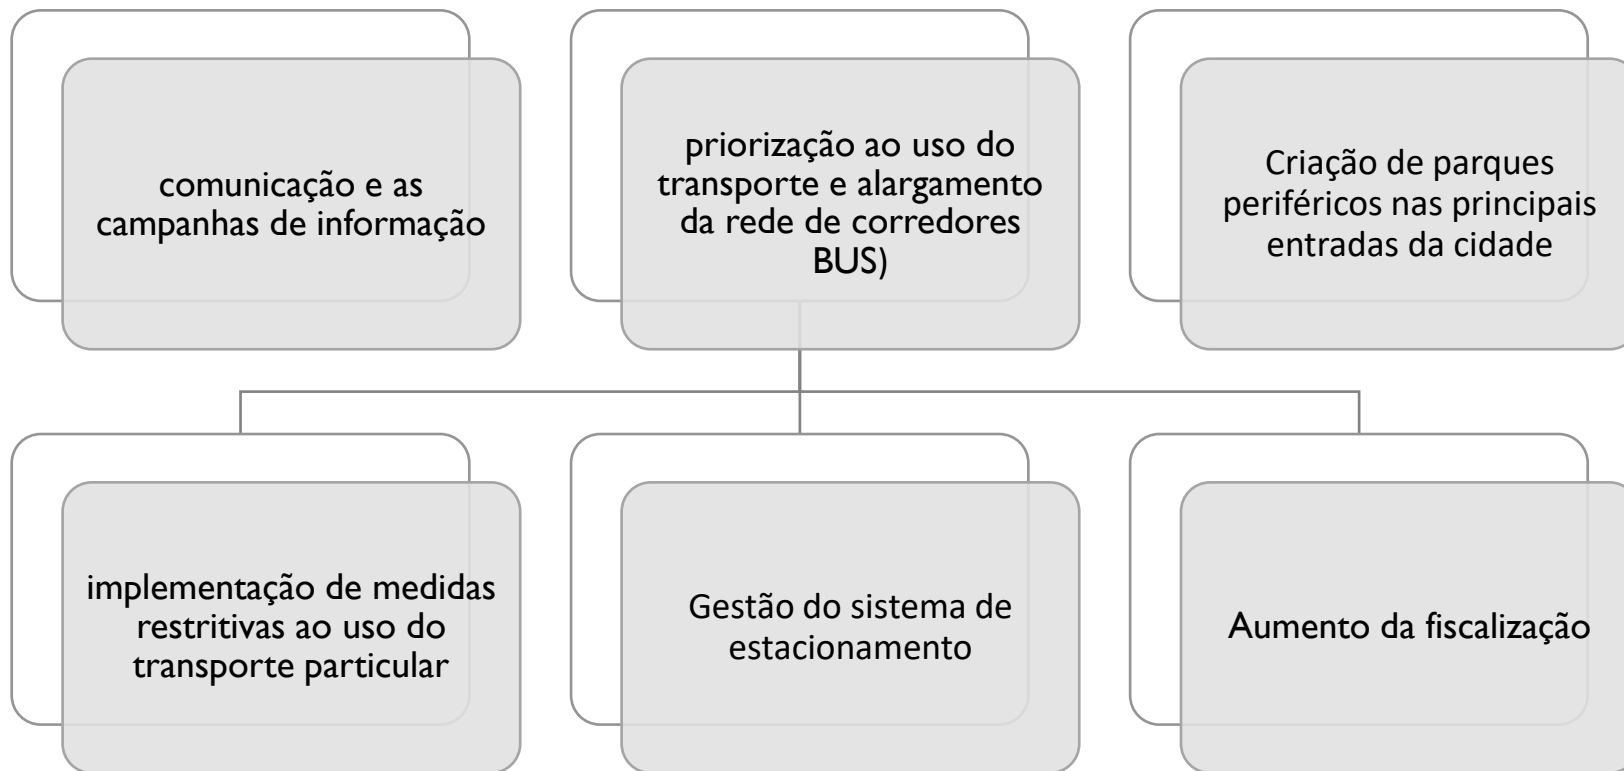 comunicação e as
campanhas de informação
priorização ao uso do
transporte e alargamento
da rede de corredores
BUS)
Criação de parques
periféricos nas principais
entradas da cidade
implementação de medidas
restritivas ao uso do
transporte particular
Gestão do sistema de
estacionamento
Aumento da fiscalização